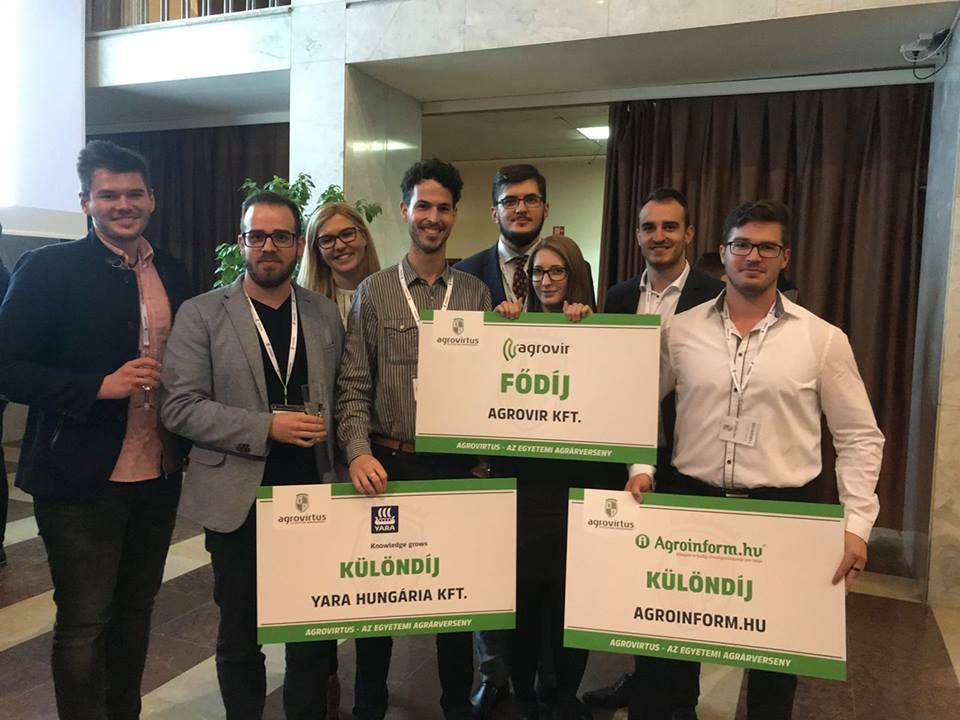 agrovirtus
agrovir
FŐDÍJ
AGROVIR KFT.
AGROVIRTUS - AZ EGYETEMI AGRÁRVERSENY
agrovirtus
YARA
Knowledge grows
KÜLÖNDÍJ
YARA HUNGÁRIA KFT.
AGROVIRTUS - AZ EGYETEMI AGRÁRVERSENY
agrovirtus
Agroinform.hu
KÜLÖNDÍJ
AGROINFORM.HU
AGROVIRTUS - AZ EGYETEMI AGRÁRVERSENY